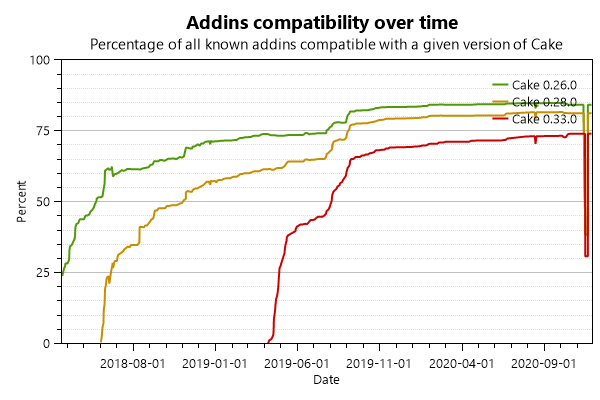 Addins compatibility over time
Percentage of all known addins compatible with a given version of Cake
100
Cake 0.26.0
Cake 0.28.0
Cake 0.33.0
75
Percent
50
25
0
2018-08-01 2019-01-01 2019-06-01 2019-11-01 2020-04-01 2020-09-01
Date